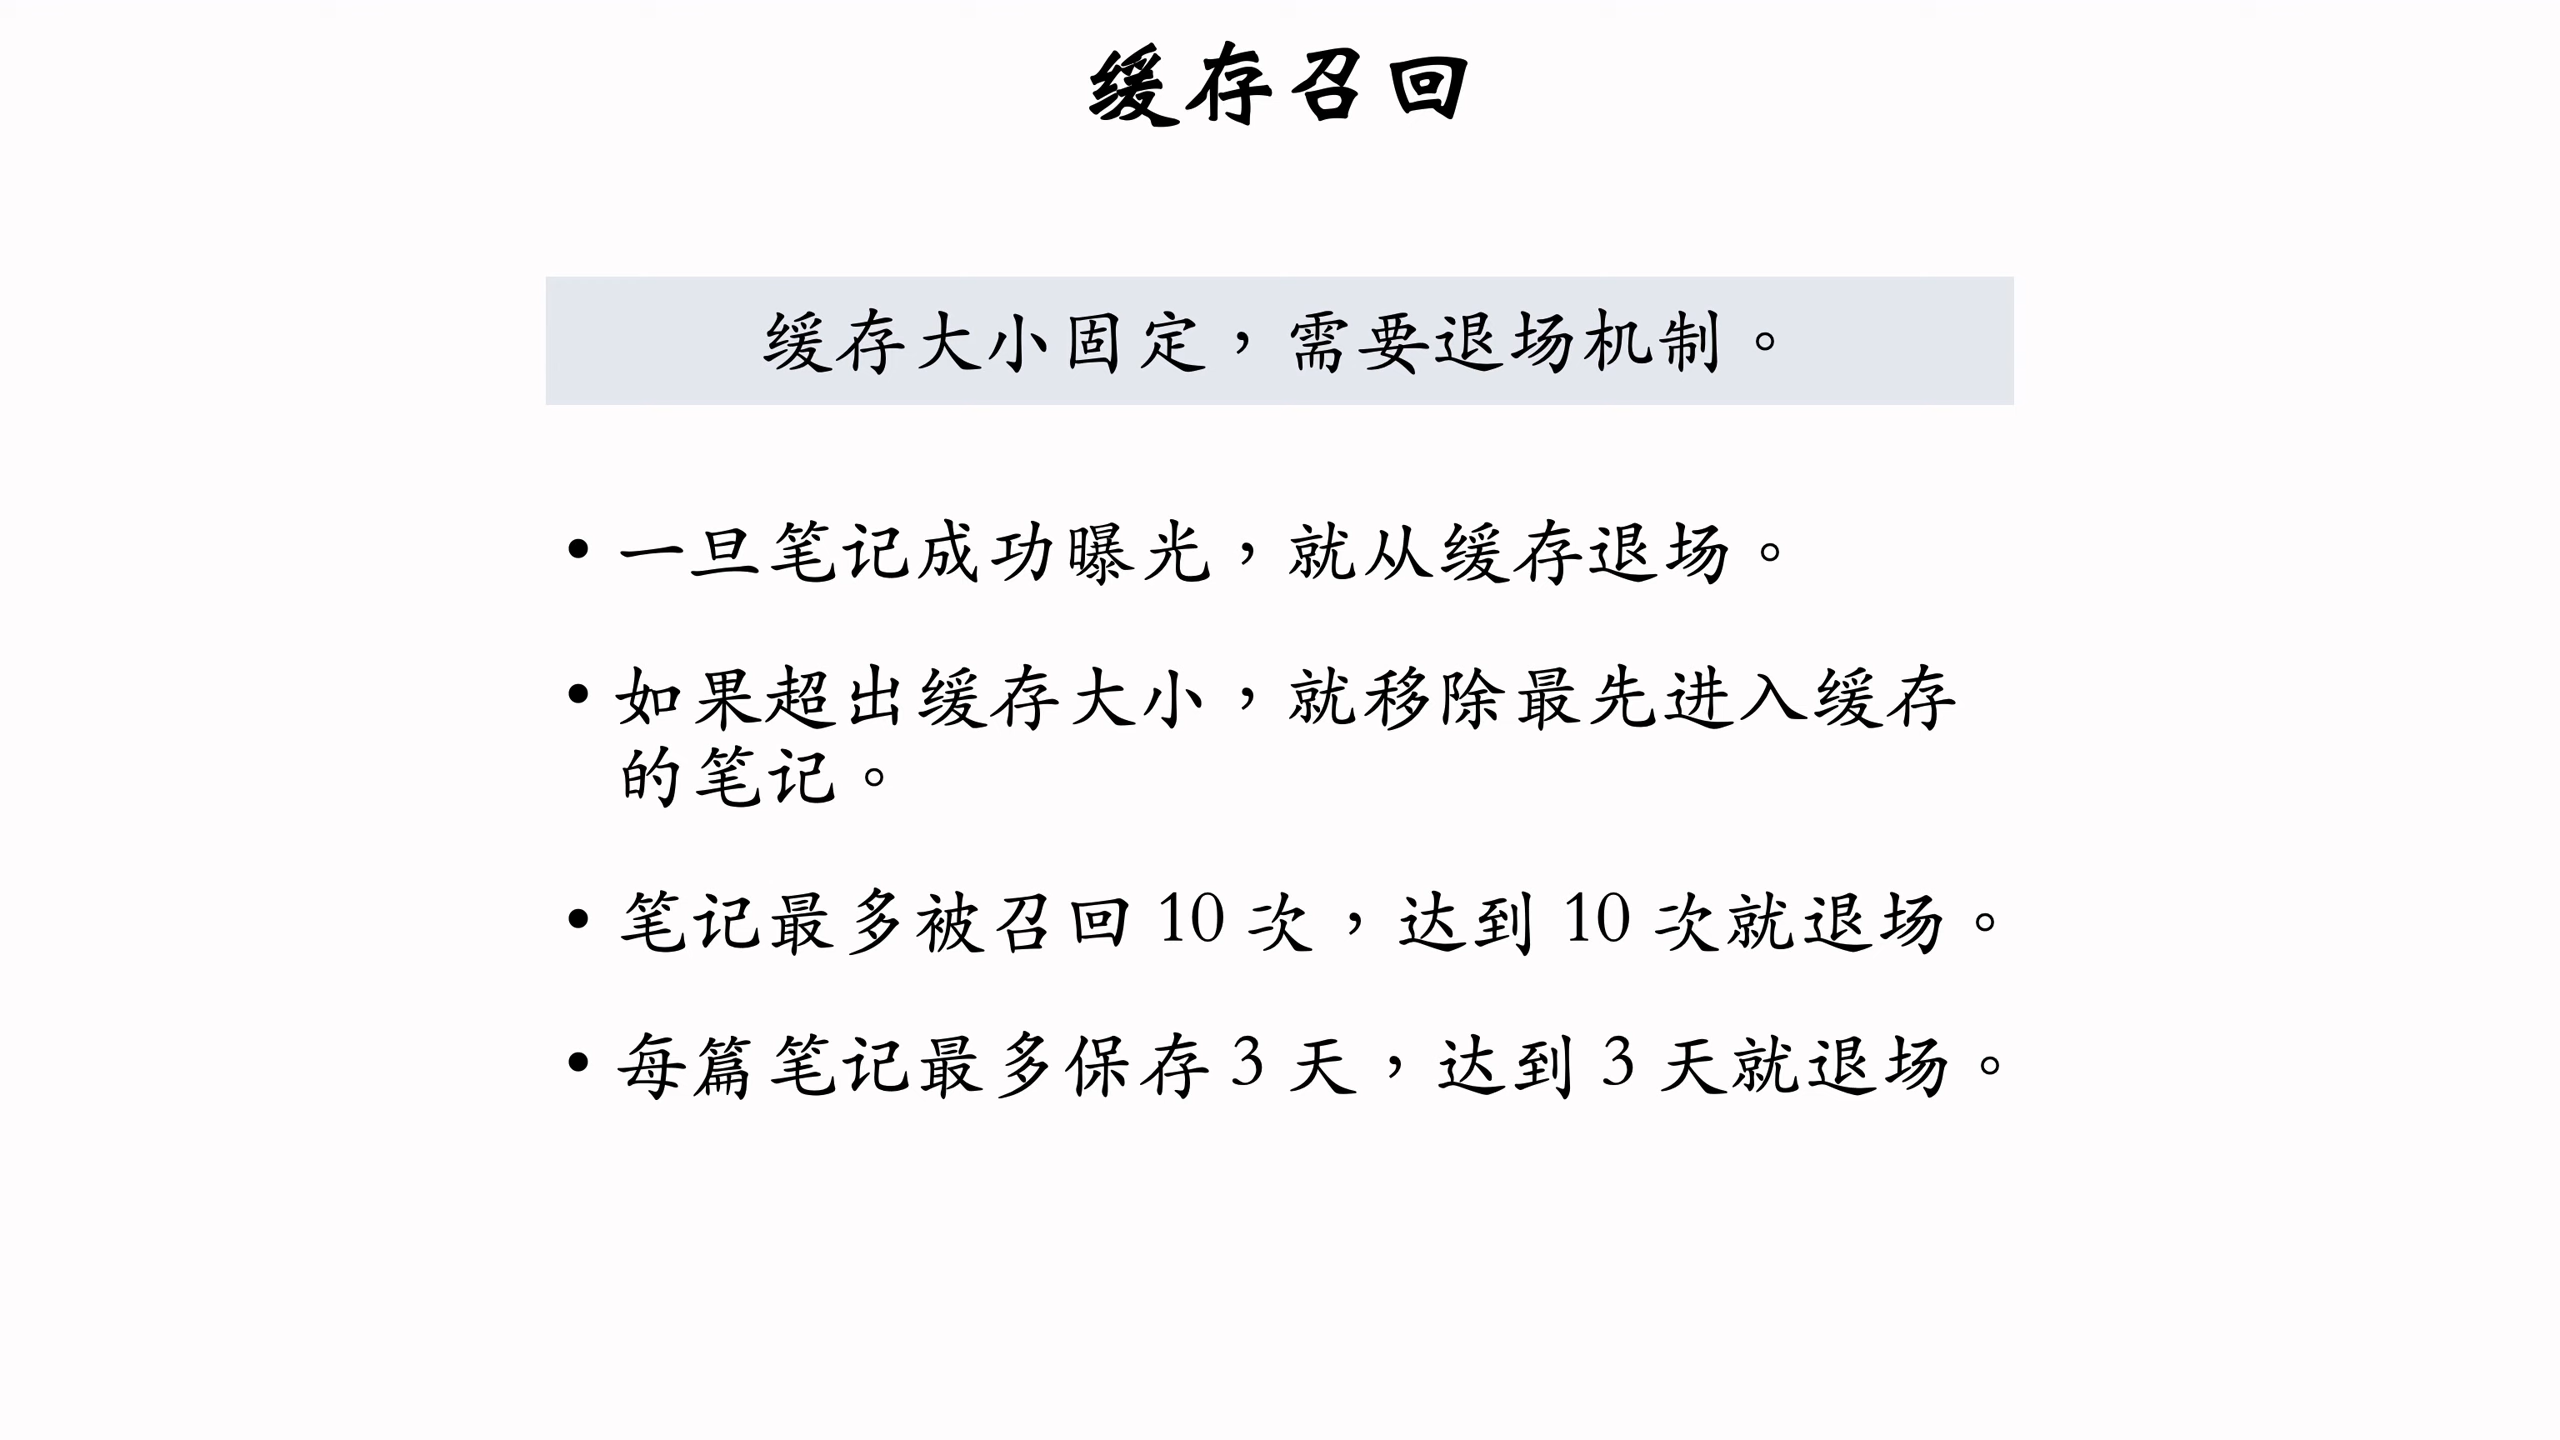 缓存召回
缓存大小固定，需要退场机制。
• 一旦笔记成功曝光，就从缓存退场。
• 如果超出缓存大小，就移除最先进入缓存
的笔记。
• 笔记最多被召回 10 次，达到 10 次就退场。
• 每篇笔记最多保存 3 天，达到 3 天就退场。